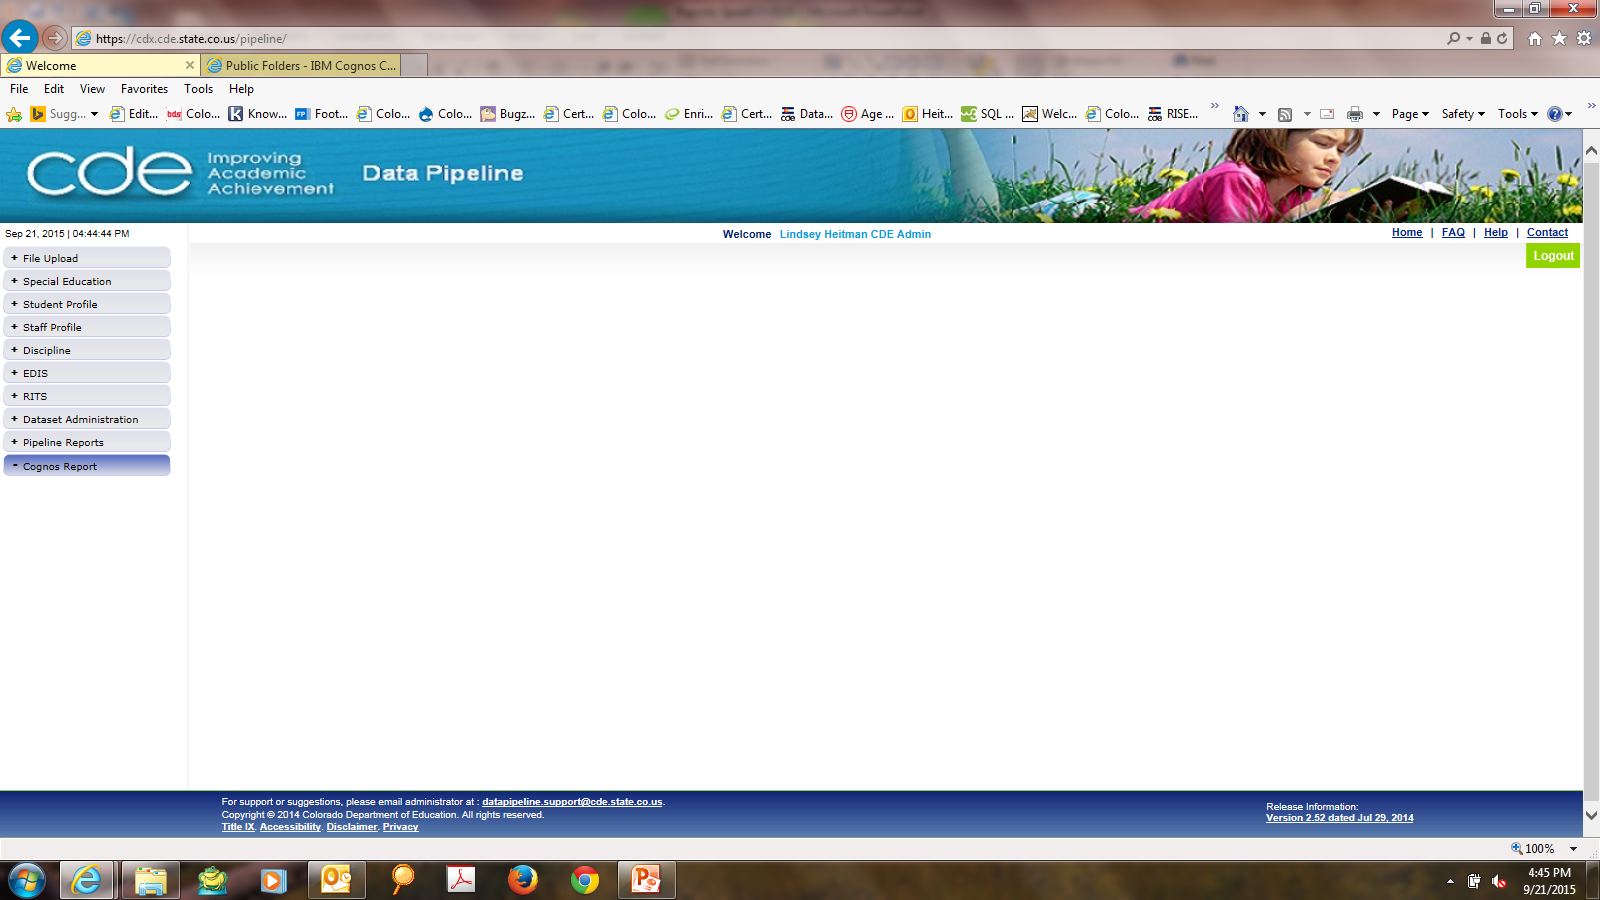 https://cdx.cde.state.co.us/pipeline/
Welcome
Public Folders - IBM Cognos C...
File Edit View Favorites Tools Help
Sugg... Edit... bds Colo... Know... FP Foot... Colo... Colo... Bugz... Cert... Colo... Enri... Cert... Data... Age ... Heit... SQL ... Welc... Colo... RISE... Page Safety Tools
cde Improving Academic Achievement
Data Pipeline
Sep 21, 2015 | 04:44:44 PM
Welcome Lindsey Heitman CDE Admin
Home | FAQ | Help | Contact
Logout
+ File Upload
+ Special Education
+ Student Profile
+ Staff Profile
+ Discipline
+ EDIS
+ RITS
+ Dataset Administration
+ Pipeline Reports
- Cognos Report
For support or suggestions, please email administrator at : datapipeline.support@cde.state.co.us.
Copyright © 2014 Colorado Department of Education. All rights reserved.
Title IX. Accessibility. Disclaimer. Privacy
Release Information:
Version 2.52 dated Jul 29, 2014
100%
4:45 PM
9/21/2015